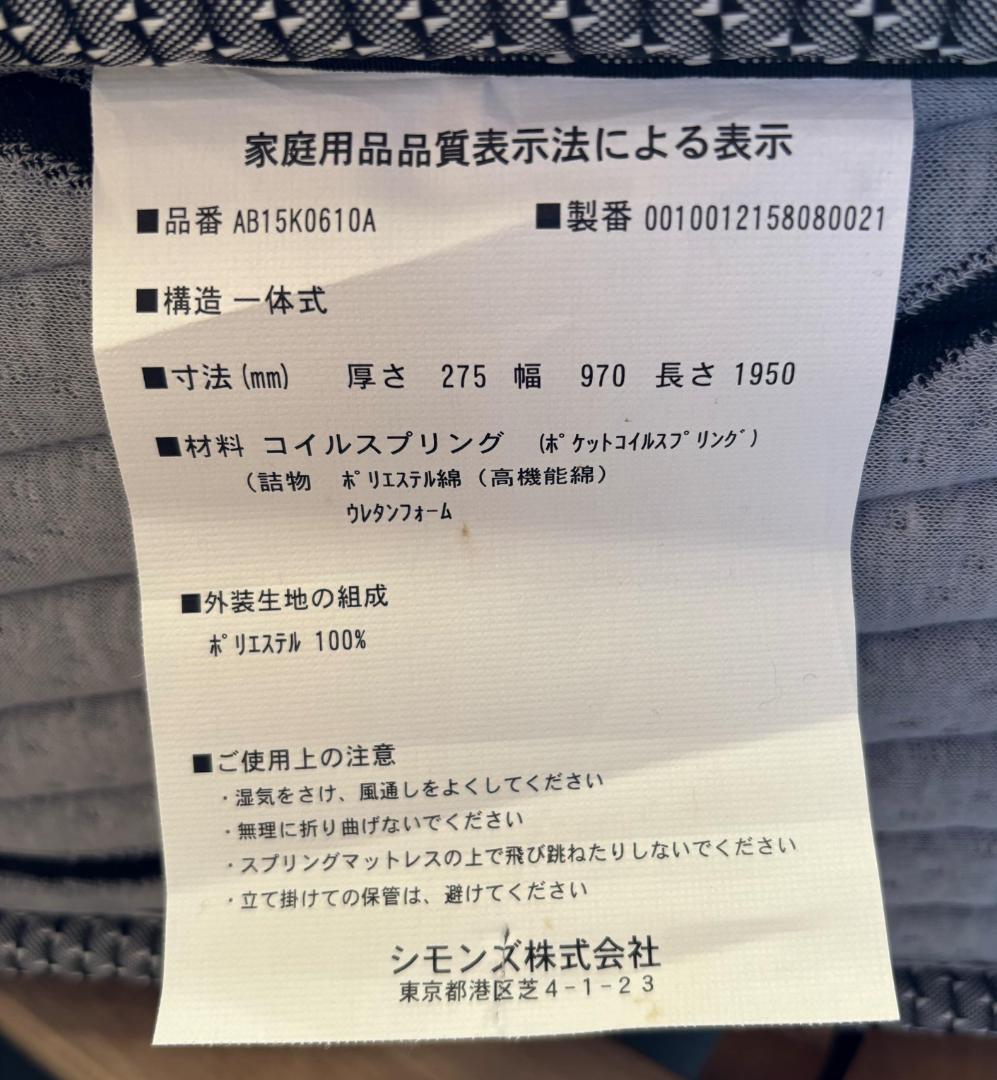 家庭用品品質表示法による表示
■品番 AB15K0610A ■製番 0010012158080021
■構造 一体式
■寸法(mm) 厚さ 275 幅 970 長さ 1950
■材料 コイルスプリング (ﾎﾟｹｯﾄｺｲﾙｽﾌﾟﾘﾝｸﾞ)
(詰物 ﾎﾟﾘｴｽﾃﾙ綿(高機能綿)
ｳﾚﾀﾝﾌｫｰﾑ
■外装生地の組成
ﾎﾟﾘｴｽﾃﾙ 100%
■ご使用上の注意
・湿気をさけ、風通しをよくしてください
・無理に折り曲げないでください
・スプリングマットレスの上で飛び跳ねたりしないでください
・立て掛けての保管は、避けてください
シモンズ株式会社
東京都港区芝4-1-23